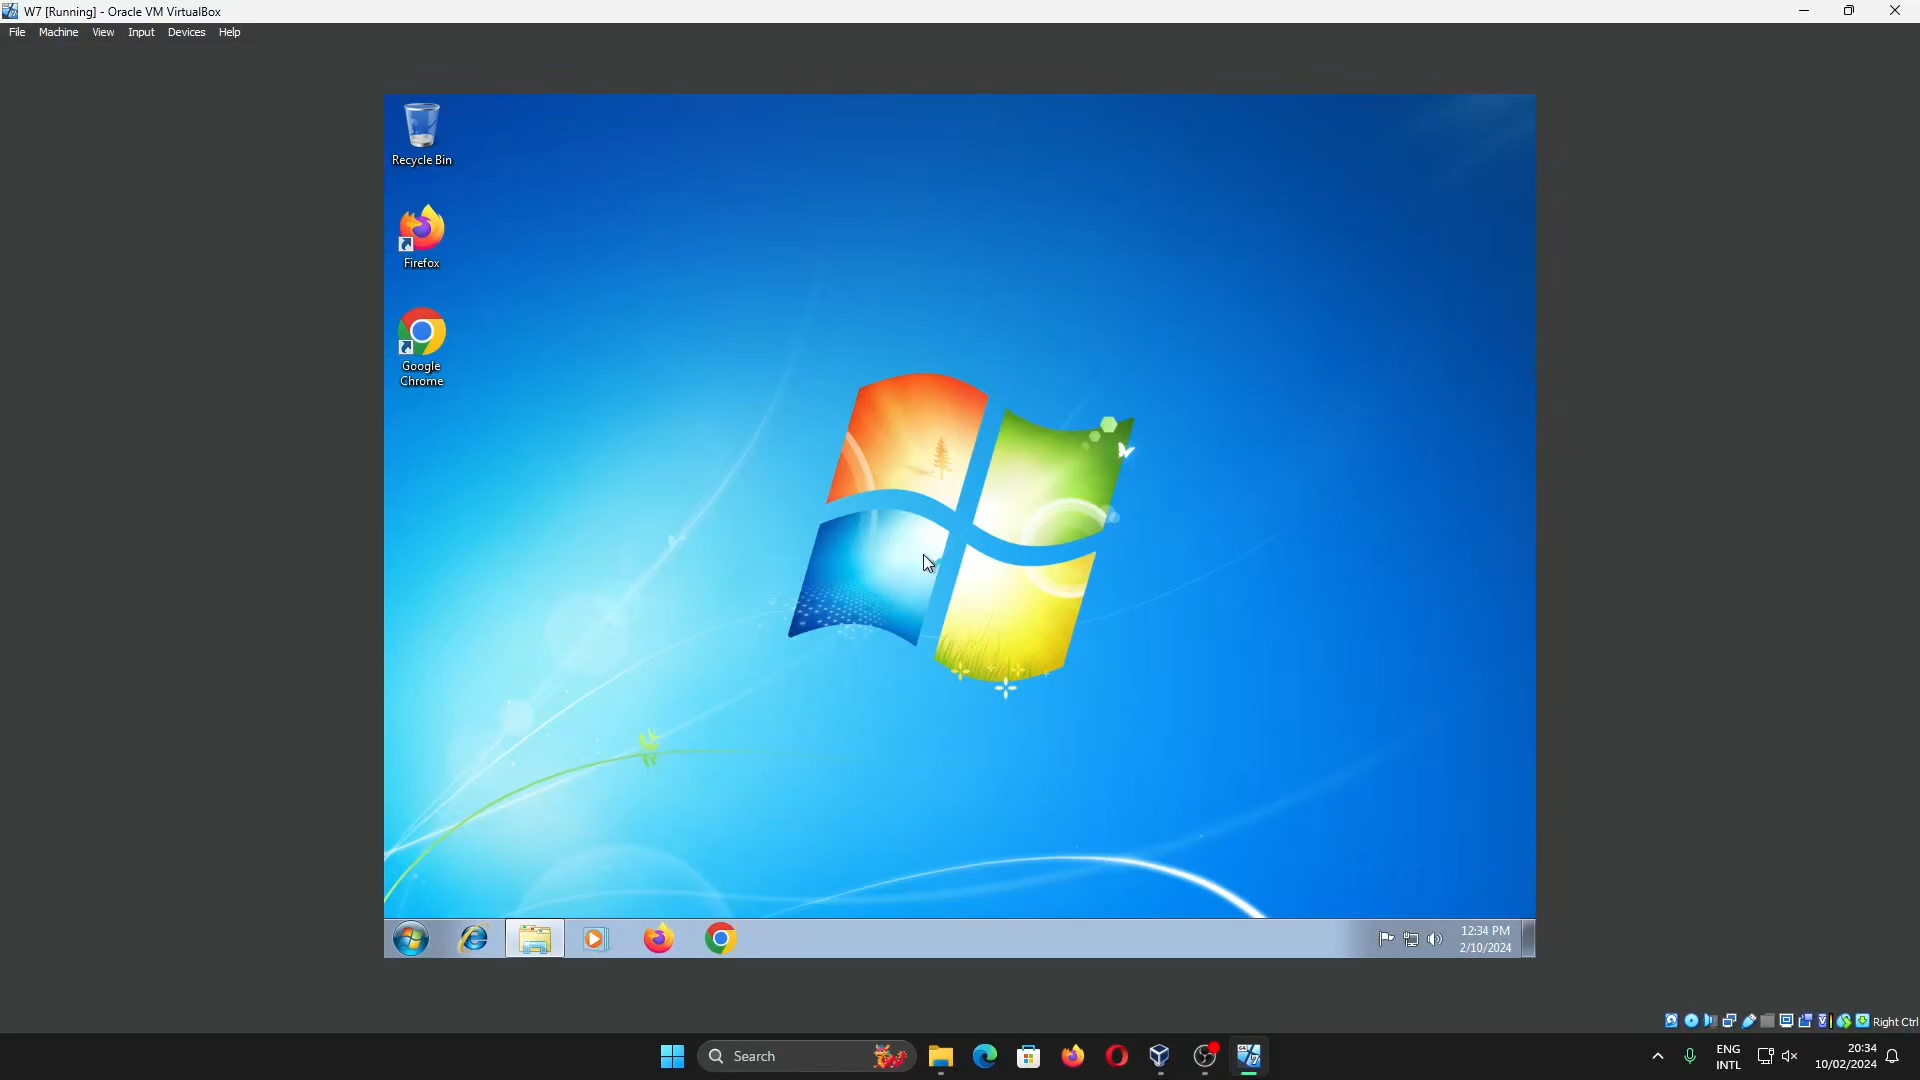 W7 [Running] - Oracle VM VirtualBox
File Machine View Input Devices Help
Recycle Bin
Firefox
Google
Chrome
12:34 PM
2/10/2024
Right Ctrl
Search
ENG
INTL
20:34
10/02/2024